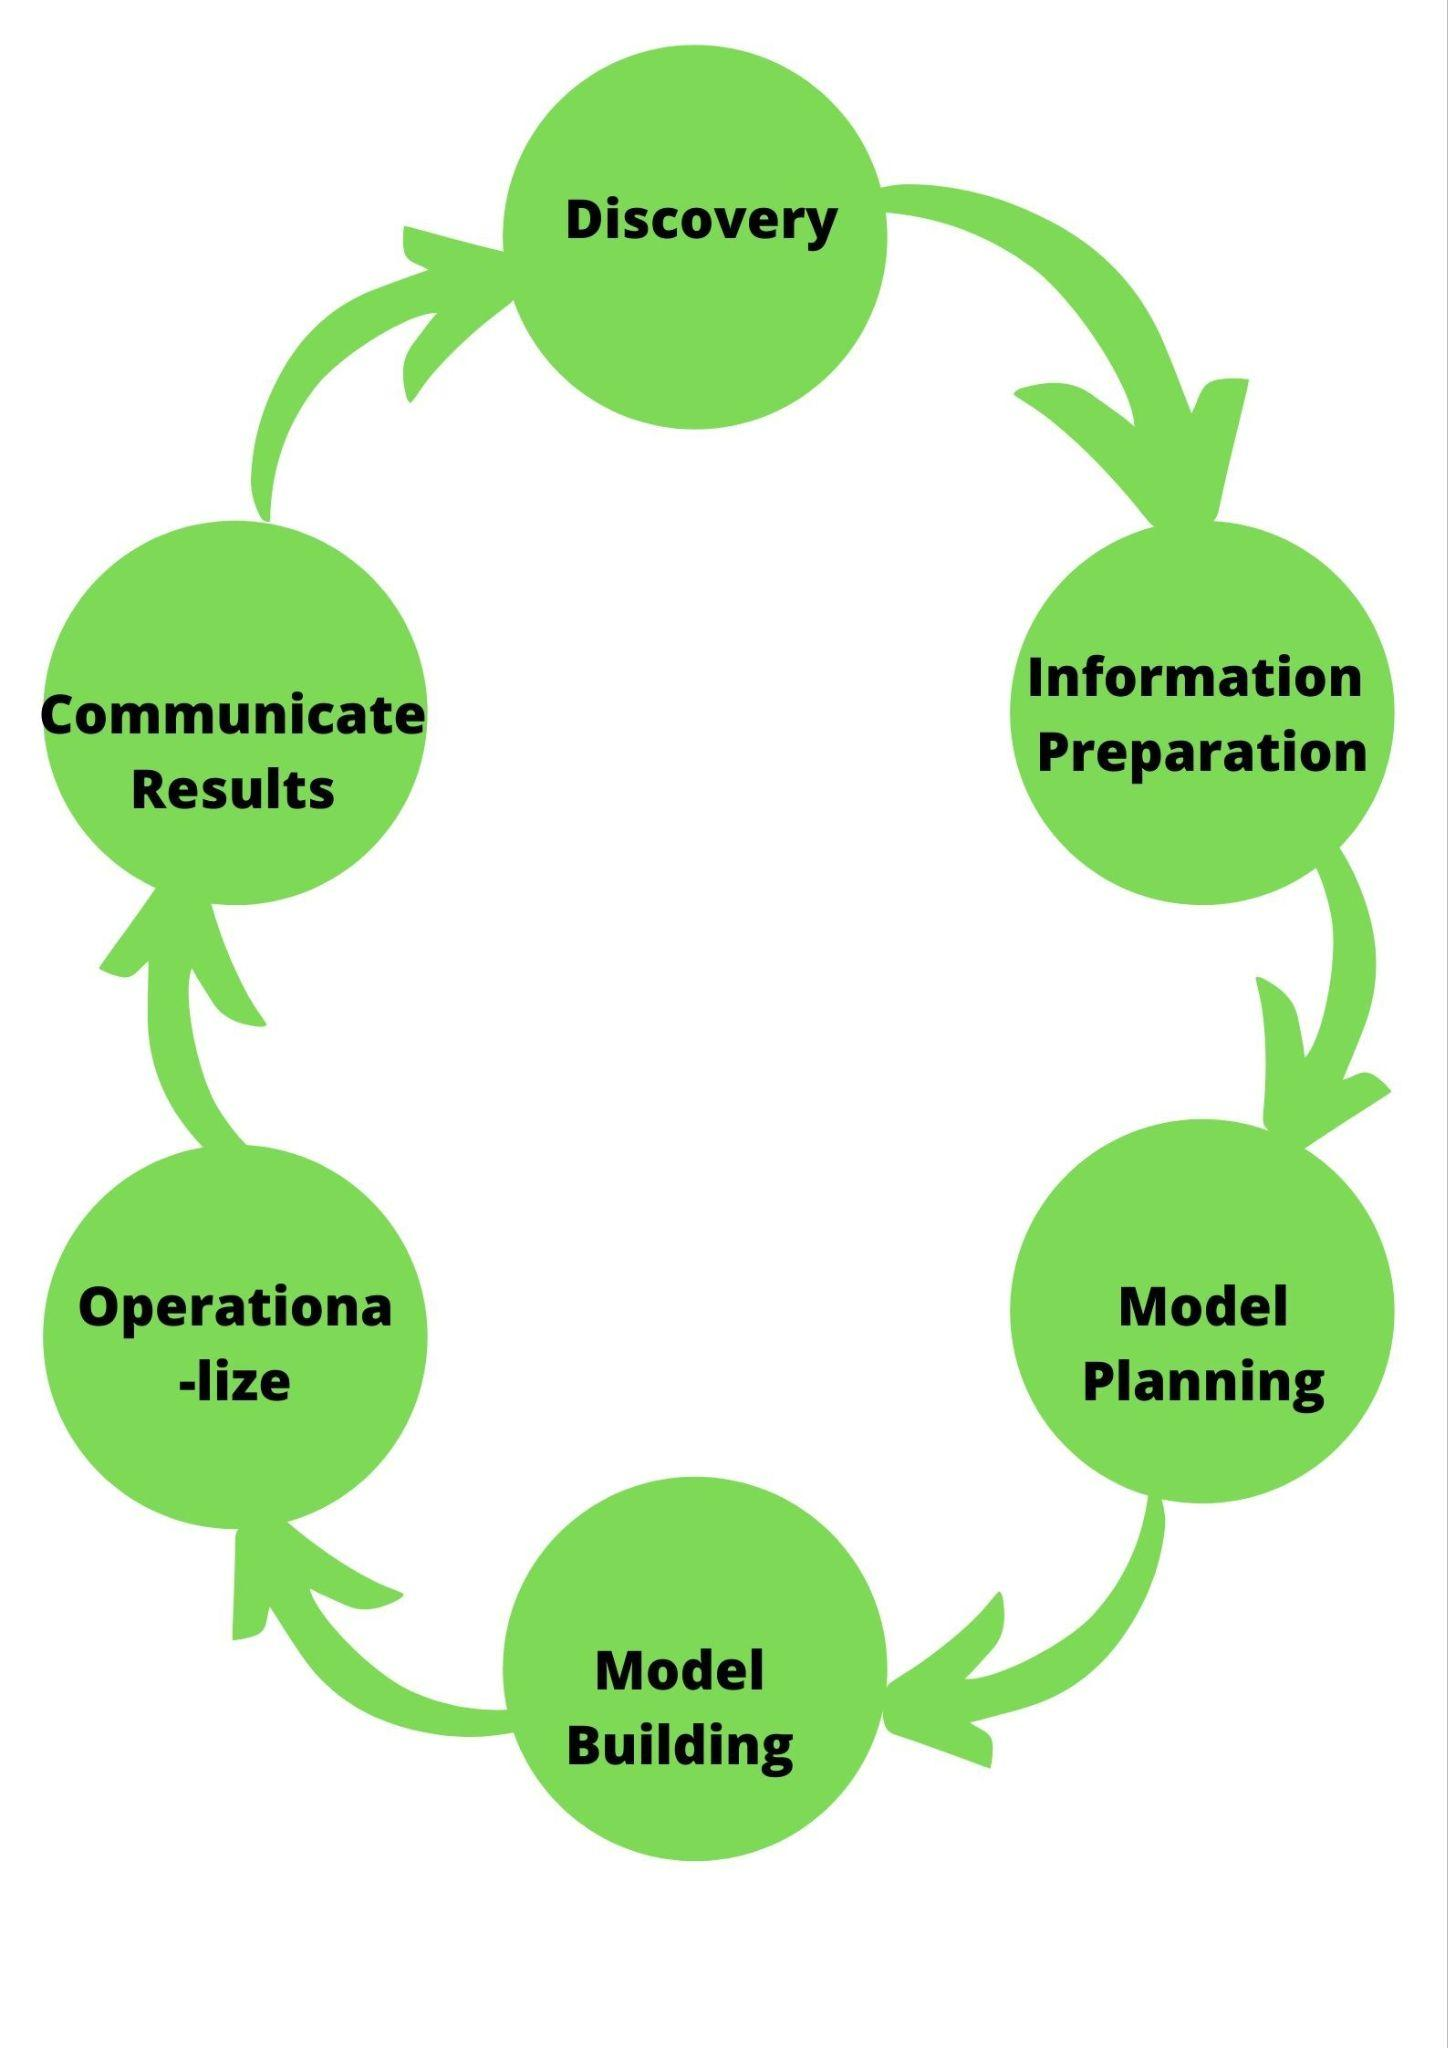 Discovery
Information
Preparation
Model
Planning
Model
Building
Operationa
-lize
Communicate
Results